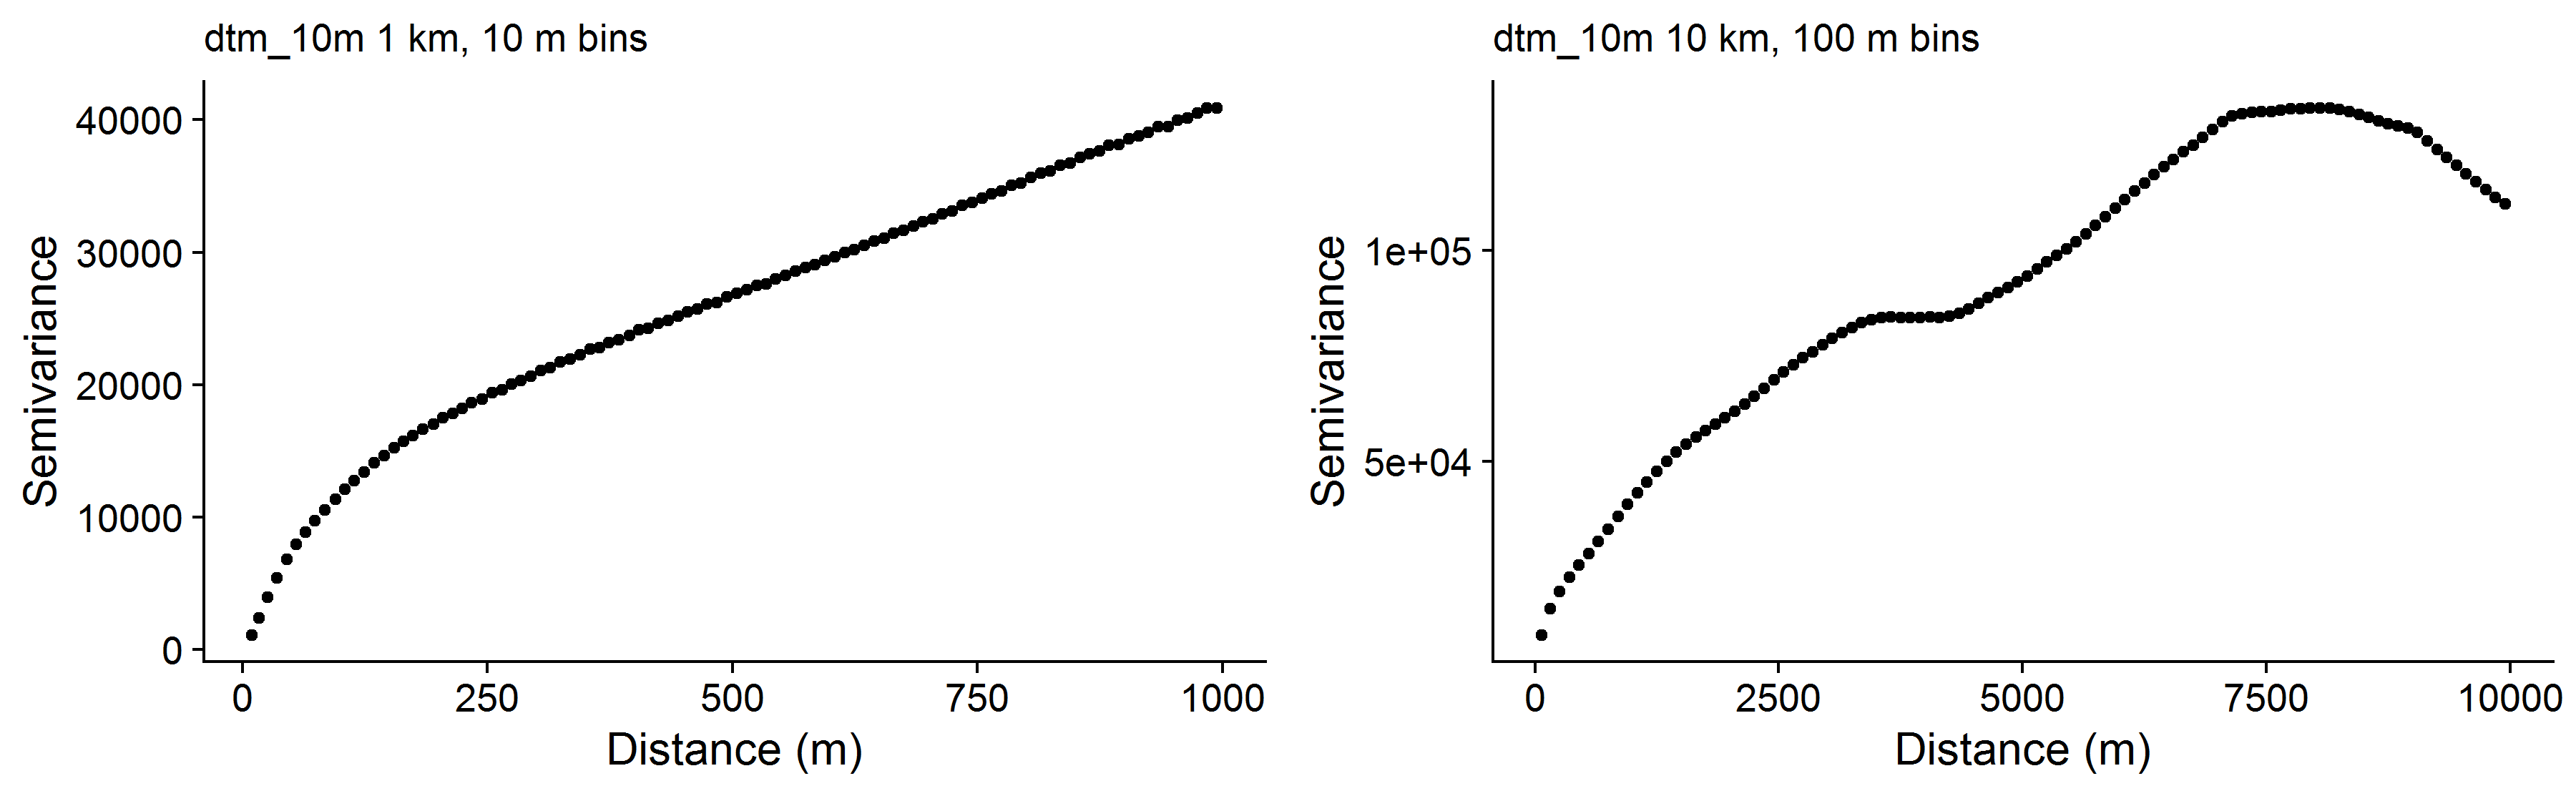 dtm_10m 1 km, 10 m bins
Semivariance
40000
30000
20000
10000
0
0 250 500 750 1000
Distance (m)
dtm_10m 10 km, 100 m bins
Semivariance
1e+05
5e+04
0 2500 5000 7500 10000
Distance (m)